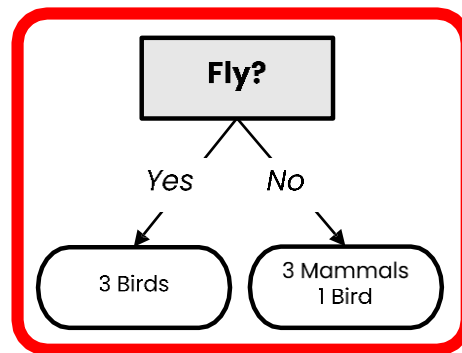 Fly?
Yes
No
3 Birds
3 Mammals
1 Bird